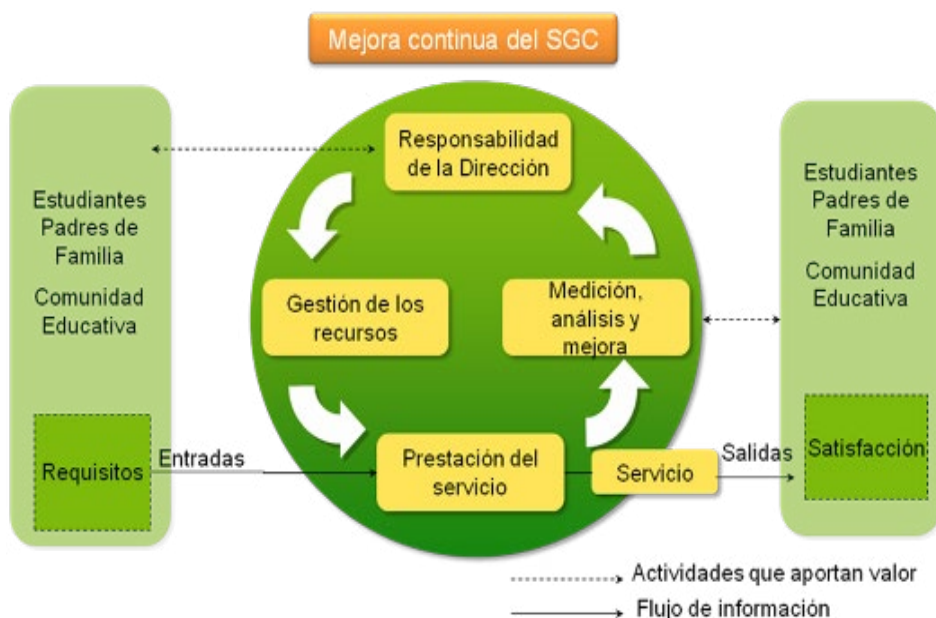 Mejora continua del SGC
Responsabilidad
de la Dirección
Estudiantes
Padres de
Familia
Comunidad
Educativa
Gestión de los
recursos
Medición,
análisis y
mejora
Estudiantes
Padres de
Familia
Comunidad
Educativa
Requisitos
Entradas
Prestación del
servicio
Servicio
Salidas
Satisfacción
Actividades que aportan valor
Flujo de información